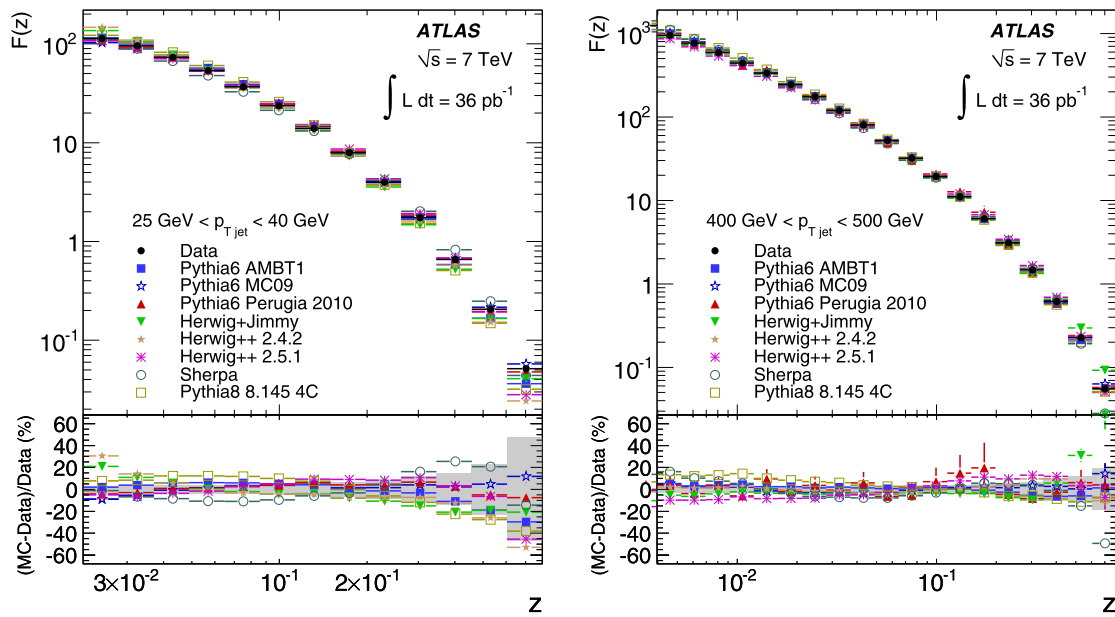 F(z)
ATLAS
√s = 7 TeV
∫ L dt = 36 pb⁻¹
10²
10
1
10⁻¹
25 GeV < p_T jet < 40 GeV
Data
Pythia6 AMBT1
Pythia6 MC09
Pythia6 Perugia 2010
Herwig+Jimmy
Herwig++ 2.4.2
Herwig++ 2.5.1
Sherpa
Pythia8 8.145 4C
(MC-Data)/Data (%)
60
40
20
0
-20
-40
-60
3×10⁻²
10⁻¹
2×10⁻¹
z
F(z)
ATLAS
√s = 7 TeV
∫ L dt = 36 pb⁻¹
10³
10²
10
1
10⁻¹
400 GeV < p_T jet < 500 GeV
Data
Pythia6 AMBT1
Pythia6 MC09
Pythia6 Perugia 2010
Herwig+Jimmy
Herwig++ 2.4.2
Herwig++ 2.5.1
Sherpa
Pythia8 8.145 4C
(MC-Data)/Data (%)
60
40
20
0
-20
-40
-60
10⁻²
10⁻¹
z